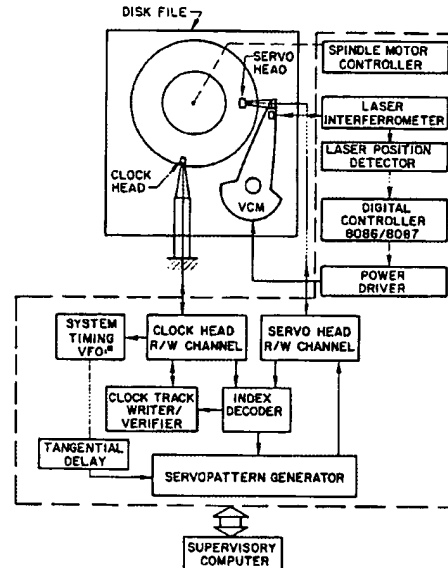 DISK FILE
SERVO
HEAD
SPINDLE MOTOR
CONTROLLER
LASER
INTERFERROMETER
CLOCK
HEAD
LASER POSITION
DETECTOR
VCM
DIGITAL
CONTROLLER
8086/8087
POWER
DRIVER
SYSTEM
TIMING
CLOCK HEAD
R/W CHANNEL
SERVO HEAD
R/W CHANNEL
CLOCK TRACK
WRITER/
VERIFIER
INDEX
DECODER
TANGENTIAL
DELAY
SERVOPATTERN GENERATOR
SUPERVISORY
COMPUTER